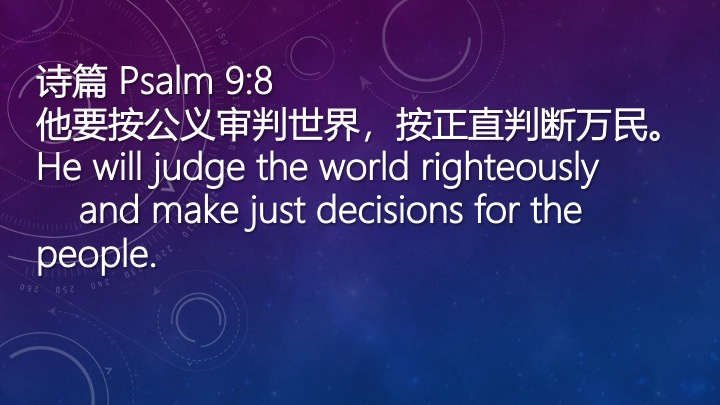 诗篇 Psalm 9:8
他要按公义审判世界，按正直判断万民。
He will judge the world righteously
and make just decisions for the
people.